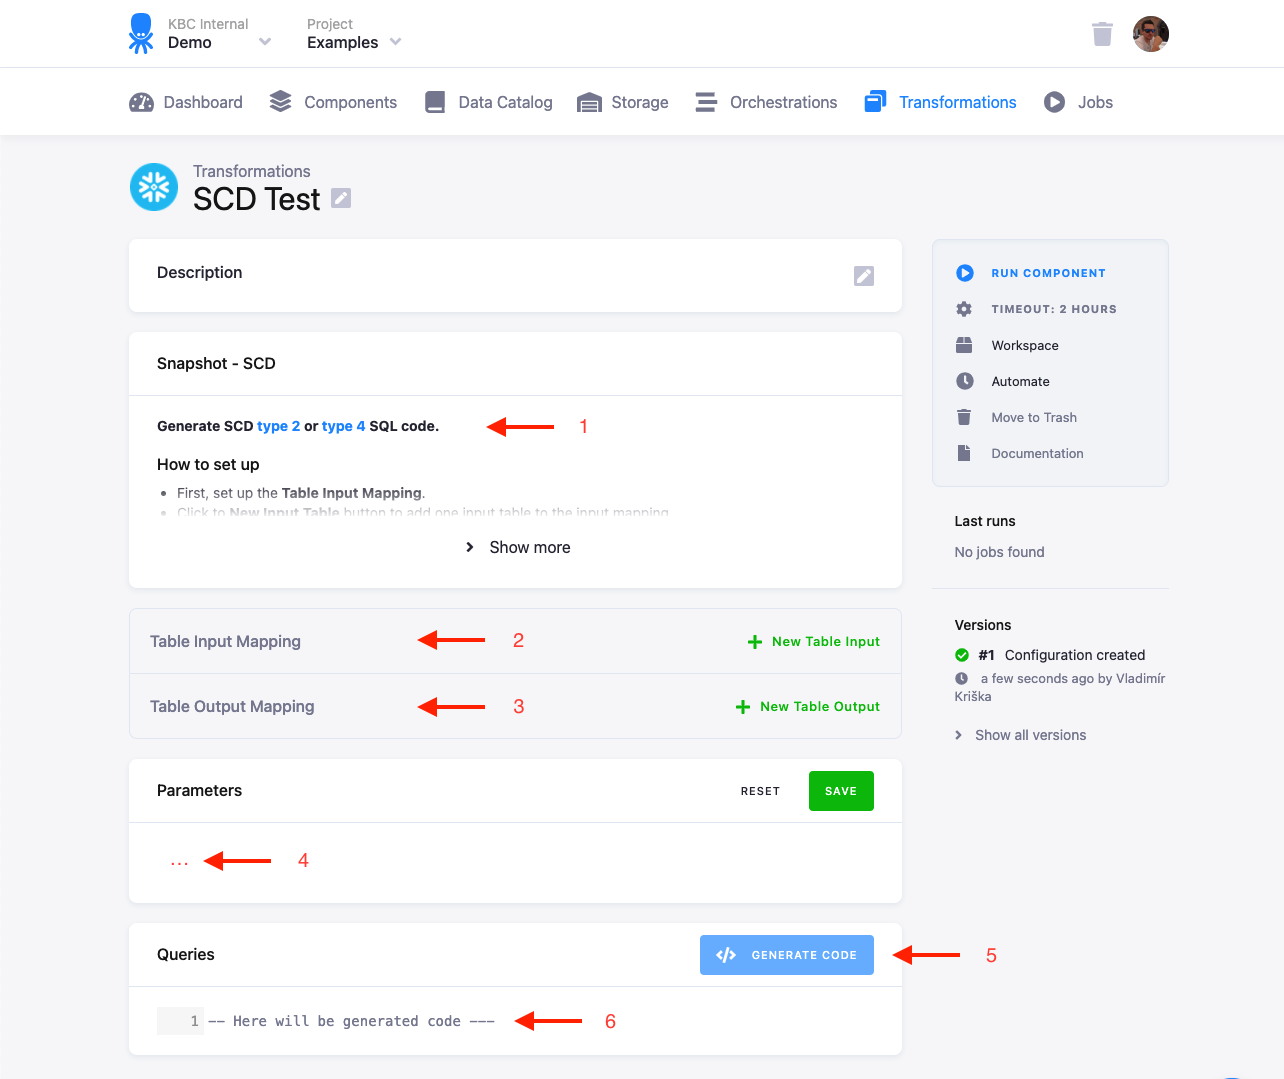 KBC Internal
Demo
Project
Examples
Dashboard
Components
Data Catalog
Storage
Orchestrations
Transformations
Jobs
Transformations
SCD Test
Description
Snapshot - SCD
Generate SCD type 2 or type 4 SQL code.
1
How to set up
First, set up the Table Input Mapping.
Click to New Input Table button to add one input table to the input mapping
Show more
Table Input Mapping
2
New Table Input
Table Output Mapping
3
New Table Output
Parameters
RESET
SAVE
...
4
Queries
</> GENERATE CODE
5
1 -- Here will be generated code ---
6
RUN COMPONENT
TIMEOUT: 2 HOURS
Workspace
Automate
Move to Trash
Documentation
Last runs
No jobs found
Versions
#1 Configuration created
a few seconds ago by Vladimír
Kriška
Show all versions